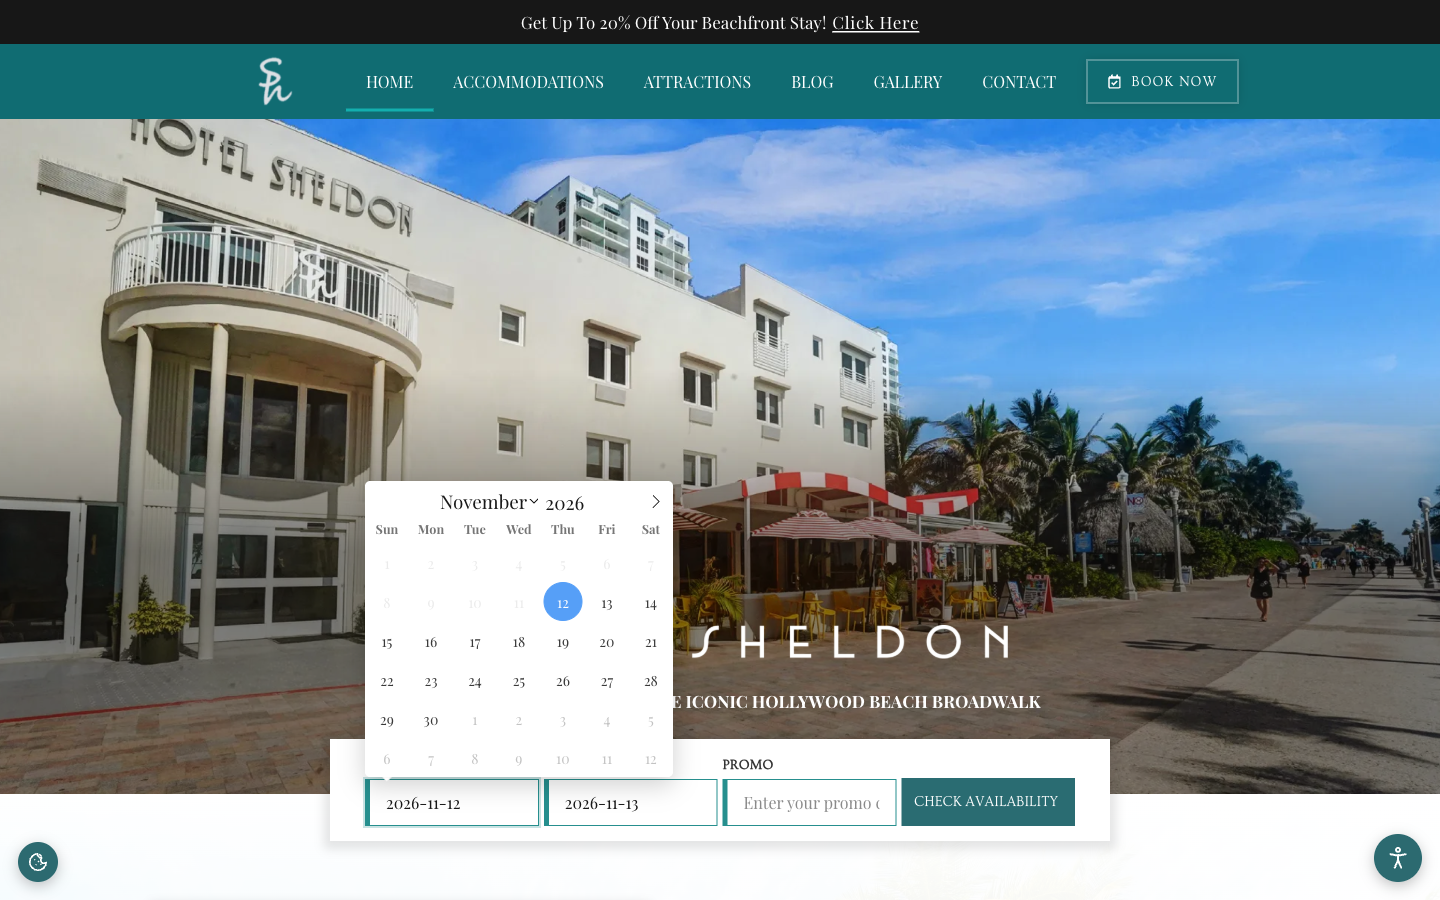 Get Up To 20% Off Your Beachfront Stay! Click Here
HOME ACCOMMODATIONS ATTRACTIONS BLOG GALLERY CONTACT BOOK NOW
HOTEL SHELDON
November 2026
Sun Mon Tue Wed Thu Fri Sat
1 2 3 4 5 6 7
8 9 10 11 12 13 14
15 16 17 18 19 20 21
22 23 24 25 26 27 28
29 30 1 2 3 4 5
6 7 8 9 10 11 12
SHELDON
ICONIC HOLLYWOOD BEACH BROADWALK
PROMO
2026-11-12 2026-11-13 Enter your promo CHECK AVAILABILITY